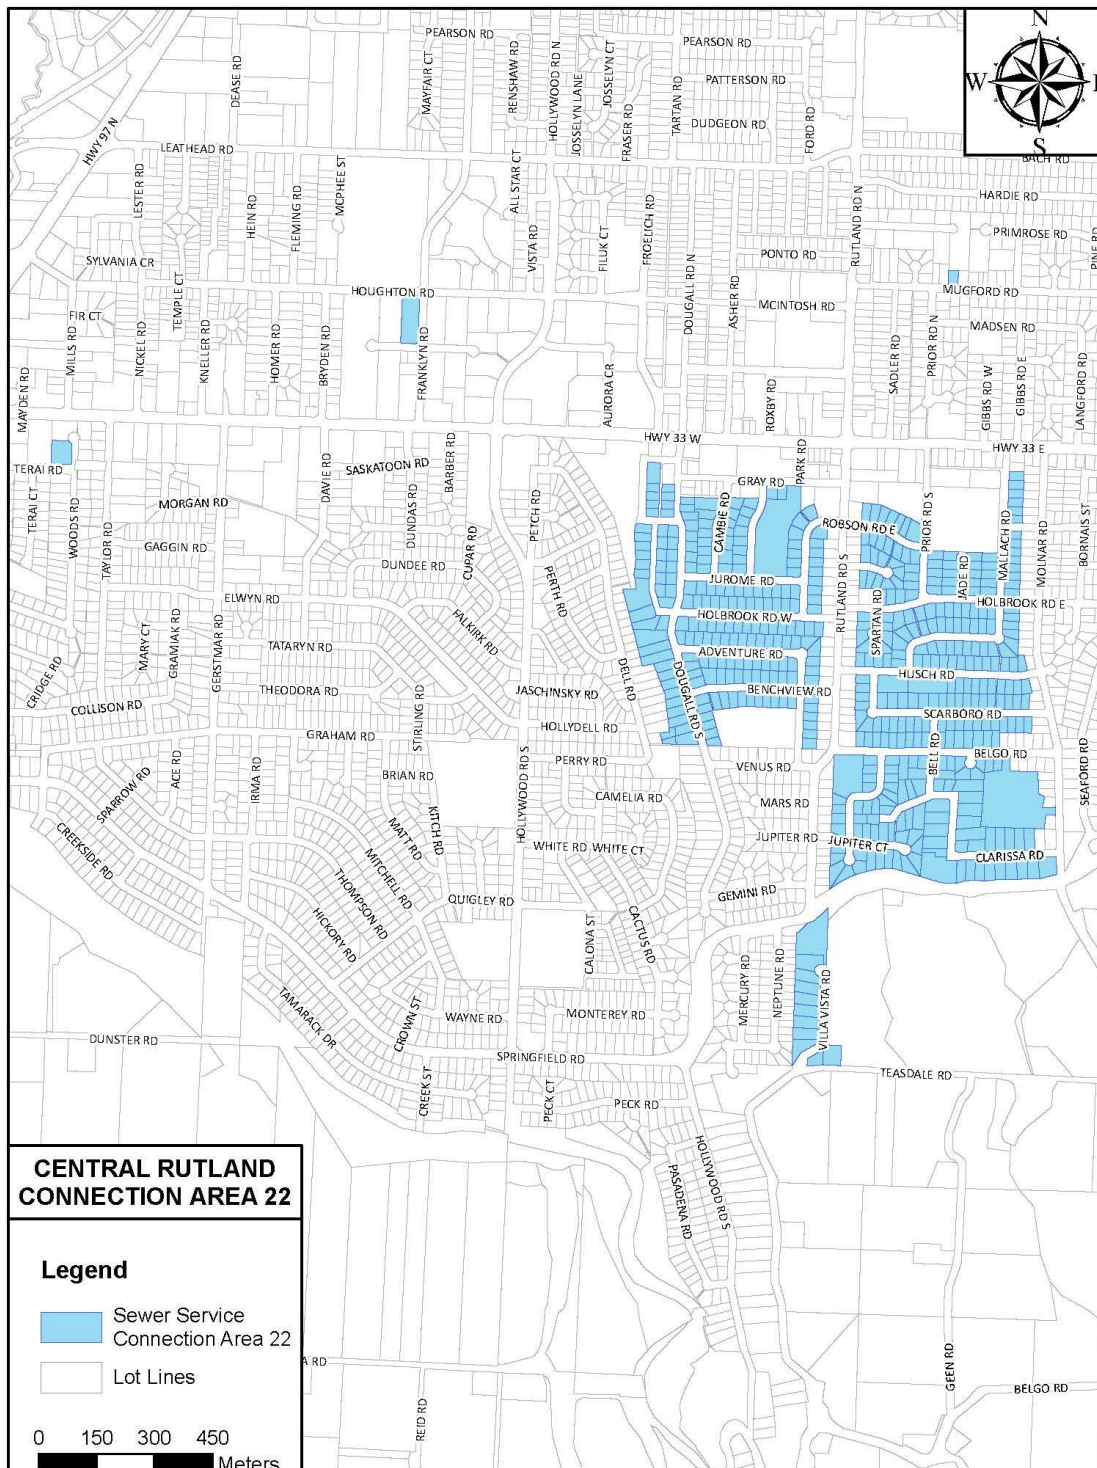 N
W
S
PEARSON RD
PEARSON RD
DEASE RD
MAYFAIR CT
RENSHAW RD
HOLLYWOOD RD N
JOSSELYN LANE
JOSSELYN CT
FRASER RD
TARTAN RD
PATTERSON RD
DUDGEON RD
FORD RD
HWY 97 N
LEATHEAD RD
BACH RD
LESTER RD
HEIN RD
FLEMING RD
MCPHEE ST
ALL STAR CT
VISTA RD
FILUK CT
FROELICH RD
DOUGALL RD N
ASHER RD
PONTO RD
RUTLAND RD N
HARDIE RD
PRIMROSE RD
SYLVANIA CR
TEMPLE CT
HOUGHTON RD
MCINTOSH RD
MUGFORD RD
MADSEN RD
FIR CT
MILLS RD
NICKEL RD
KNELLER RD
HOMER RD
BRYDEN RD
FRANKLYN RD
AURORA CR
ROXBY RD
SADLER RD
PRIOR RD N
GIBBS RD W
GIBBS RD E
LANGFORD RD
MAYDEN RD
HWY 33 W
HWY 33 E
TERAI RD
TERAI CT
WOODS RD
TAYLOR RD
MORGAN RD
DAVIE RD
SASKATOON RD
BARBER RD
DUNDAS RD
PETCH RD
GRAY RD
PARK RD
CAMBIE RD
ROBSON RD E
PRIOR RD S
MALLACH RD
MOLNAR RD
BORNAIS ST
GAGGIN RD
DUNDEE RD
CUPAR RD
PERTH RD
JUROME RD
RUTLAND RD S
SPARTAN RD
JADE RD
HOLBROOK RD E
ELWYN RD
FALKIRK RD
HOLBROOK RD W
MARY CT
GRAMIAK RD
GERSTMAR RD
TATARYN RD
ADVENTURE RD
CRIDGE RD
THEODORA RD
JASCHINSKY RD
DELL RD
DOUGALL RD S
BENCHVIEW RD
HUSCH RD
COLLISON RD
STIRLING RD
HOLLYDELL RD
SCARBORO RD
GRAHAM RD
PERRY RD
VENUS RD
BELL RD
BELGO RD
SEAFORD RD
SPARROW RD
ACE RD
IRMA RD
BRIAN RD
HOLLYWOOD RD S
CAMELIA RD
MARS RD
CREEKSIDE RD
KITCH RD
MATT RD
MITCHELL RD
WHITE RD
WHITE CT
JUPITER RD
JUPITER CT
CLARISSA RD
THOMPSON RD
HICKORY RD
QUIGLEY RD
CACTUS RD
GEMINI RD
CALONA ST
MERCURY RD
NEPTUNE RD
VILLA VISTA RD
TAMARACK DR
CROWN ST
WAYNE RD
MONTEREY RD
DUNSTER RD
SPRINGFIELD RD
TEASDALE RD
CREEK ST
PECK CT
PECK RD
PASADENA RD
HOLLYWOOD RD S
GEEN RD
BELGO RD
REID RD
CENTRAL RUTLAND
CONNECTION AREA 22
Legend
Sewer Service
Connection Area 22
Lot Lines
0 150 300 450
Meters